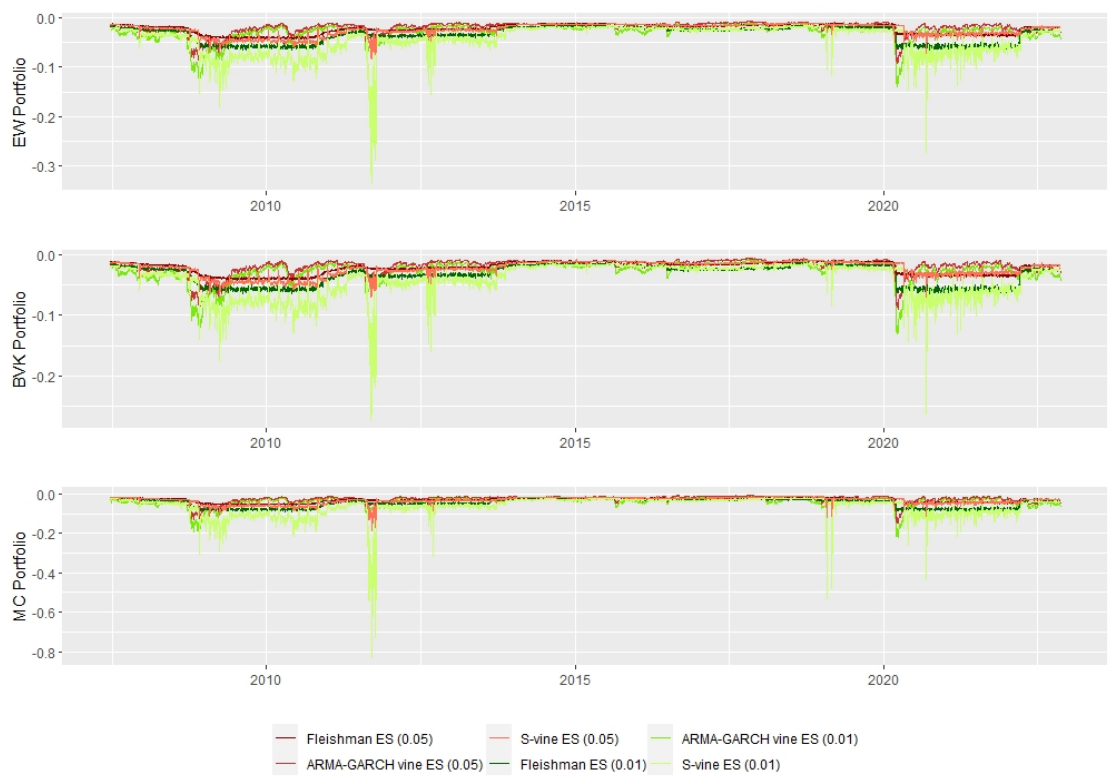 0.0
-0.1
-0.2
-0.3
EW Portfolio
2010 2015 2020
0.0
-0.1
-0.2
BVK Portfolio
2010 2015 2020
0.0
-0.2
-0.4
-0.6
-0.8
MC Portfolio
2010 2015 2020
Fleishman ES (0.05) S-vine ES (0.05) ARMA-GARCH vine ES (0.01)
ARMA-GARCH vine ES (0.05) Fleishman ES (0.01) S-vine ES (0.01)